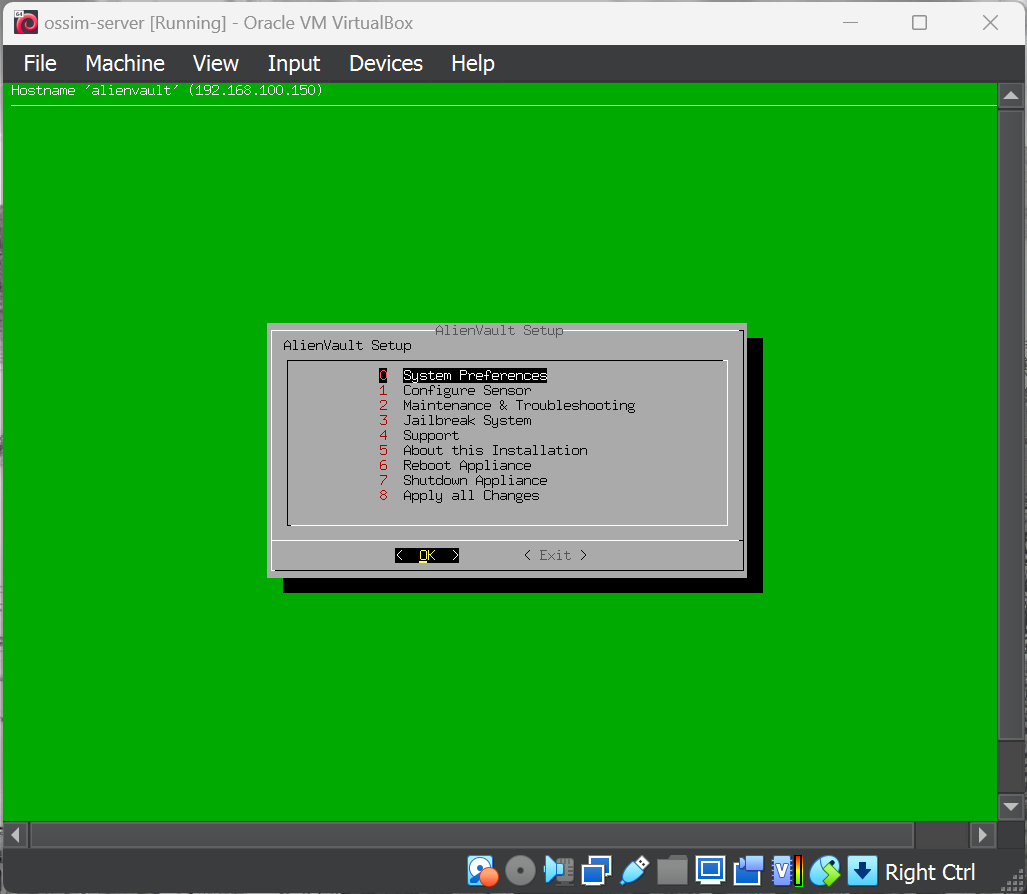 ossim-server [Running] - Oracle VM VirtualBox
File Machine View Input Devices Help
Hostname 'alienvault' (192.168.100.150)
AlienVault Setup
AlienVault Setup
0 System Preferences
1 Configure Sensor
2 Maintenance & Troubleshooting
3 Jailbreak System
4 Support
5 About this Installation
6 Reboot Appliance
7 Shutdown Appliance
8 Apply all Changes
< OK > < Exit >
Right Ctrl